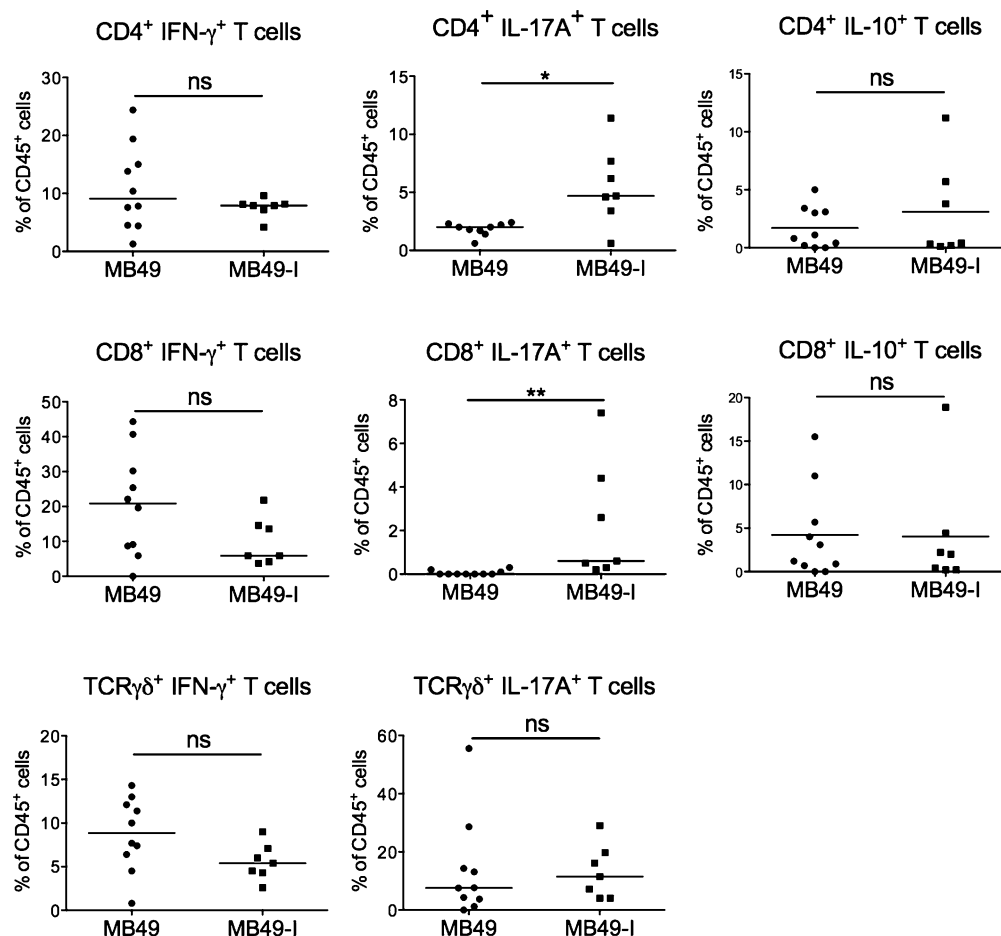 CD4⁺ IFN-γ⁺ T cells
ns
% of CD45⁺ cells
30
20
10
0
MB49 MB49-I
CD4⁺ IL-17A⁺ T cells
*
% of CD45⁺ cells
15
10
5
0
MB49 MB49-I
CD4⁺ IL-10⁺ T cells
ns
% of CD45⁺ cells
15
10
5
0
MB49 MB49-I
CD8⁺ IFN-γ⁺ T cells
ns
% of CD45⁺ cells
50
40
30
20
10
0
MB49 MB49-I
CD8⁺ IL-17A⁺ T cells
**
% of CD45⁺ cells
8
6
4
2
0
MB49 MB49-I
CD8⁺ IL-10⁺ T cells
ns
% of CD45⁺ cells
20
15
10
5
0
MB49 MB49-I
TCRγδ⁺ IFN-γ⁺ T cells
ns
% of CD45⁺ cells
20
15
10
5
0
MB49 MB49-I
TCRγδ⁺ IL-17A⁺ T cells
ns
% of CD45⁺ cells
60
40
20
0
MB49 MB49-I